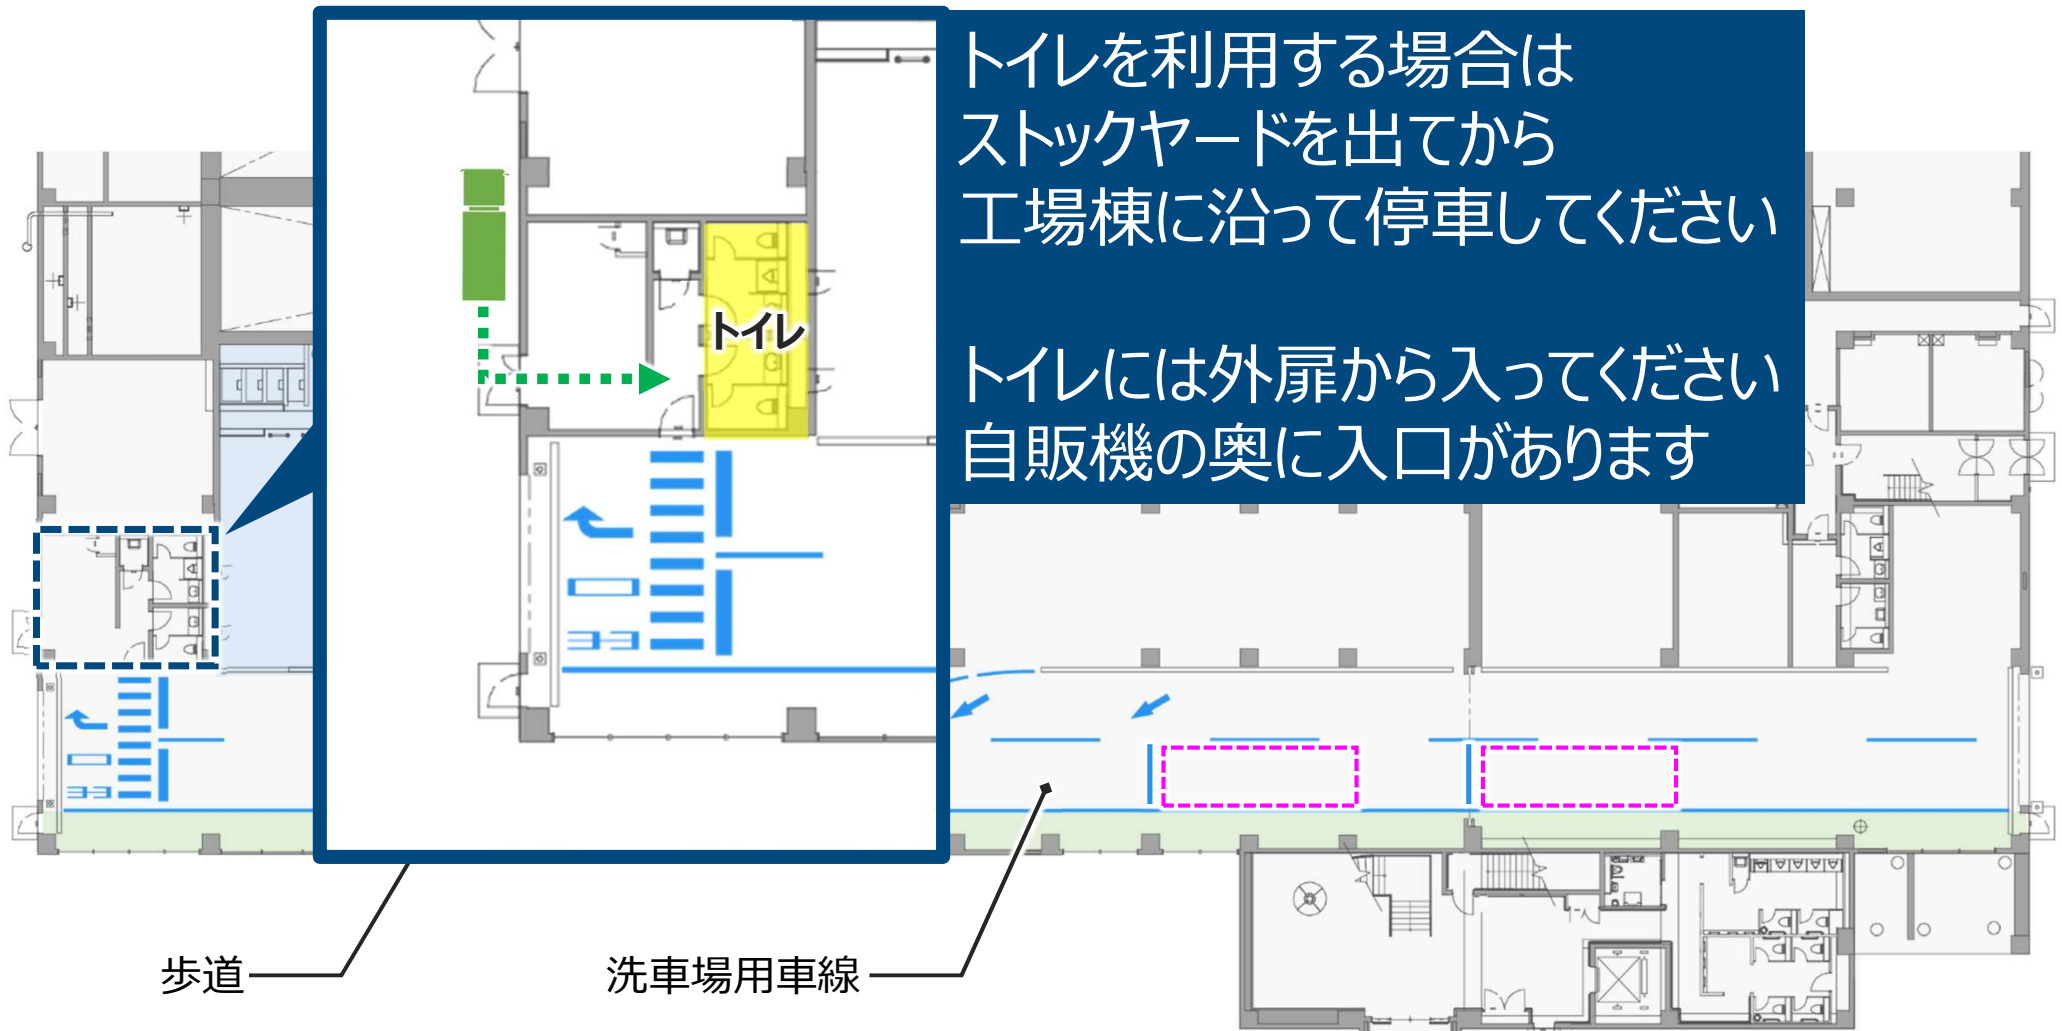 トイレを利用する場合は
ストックヤードを出てから
工場棟に沿って停車してください
トイレには外扉から入ってください
自販機の奥に入口があります
トイレ
歩道
洗車場用車線